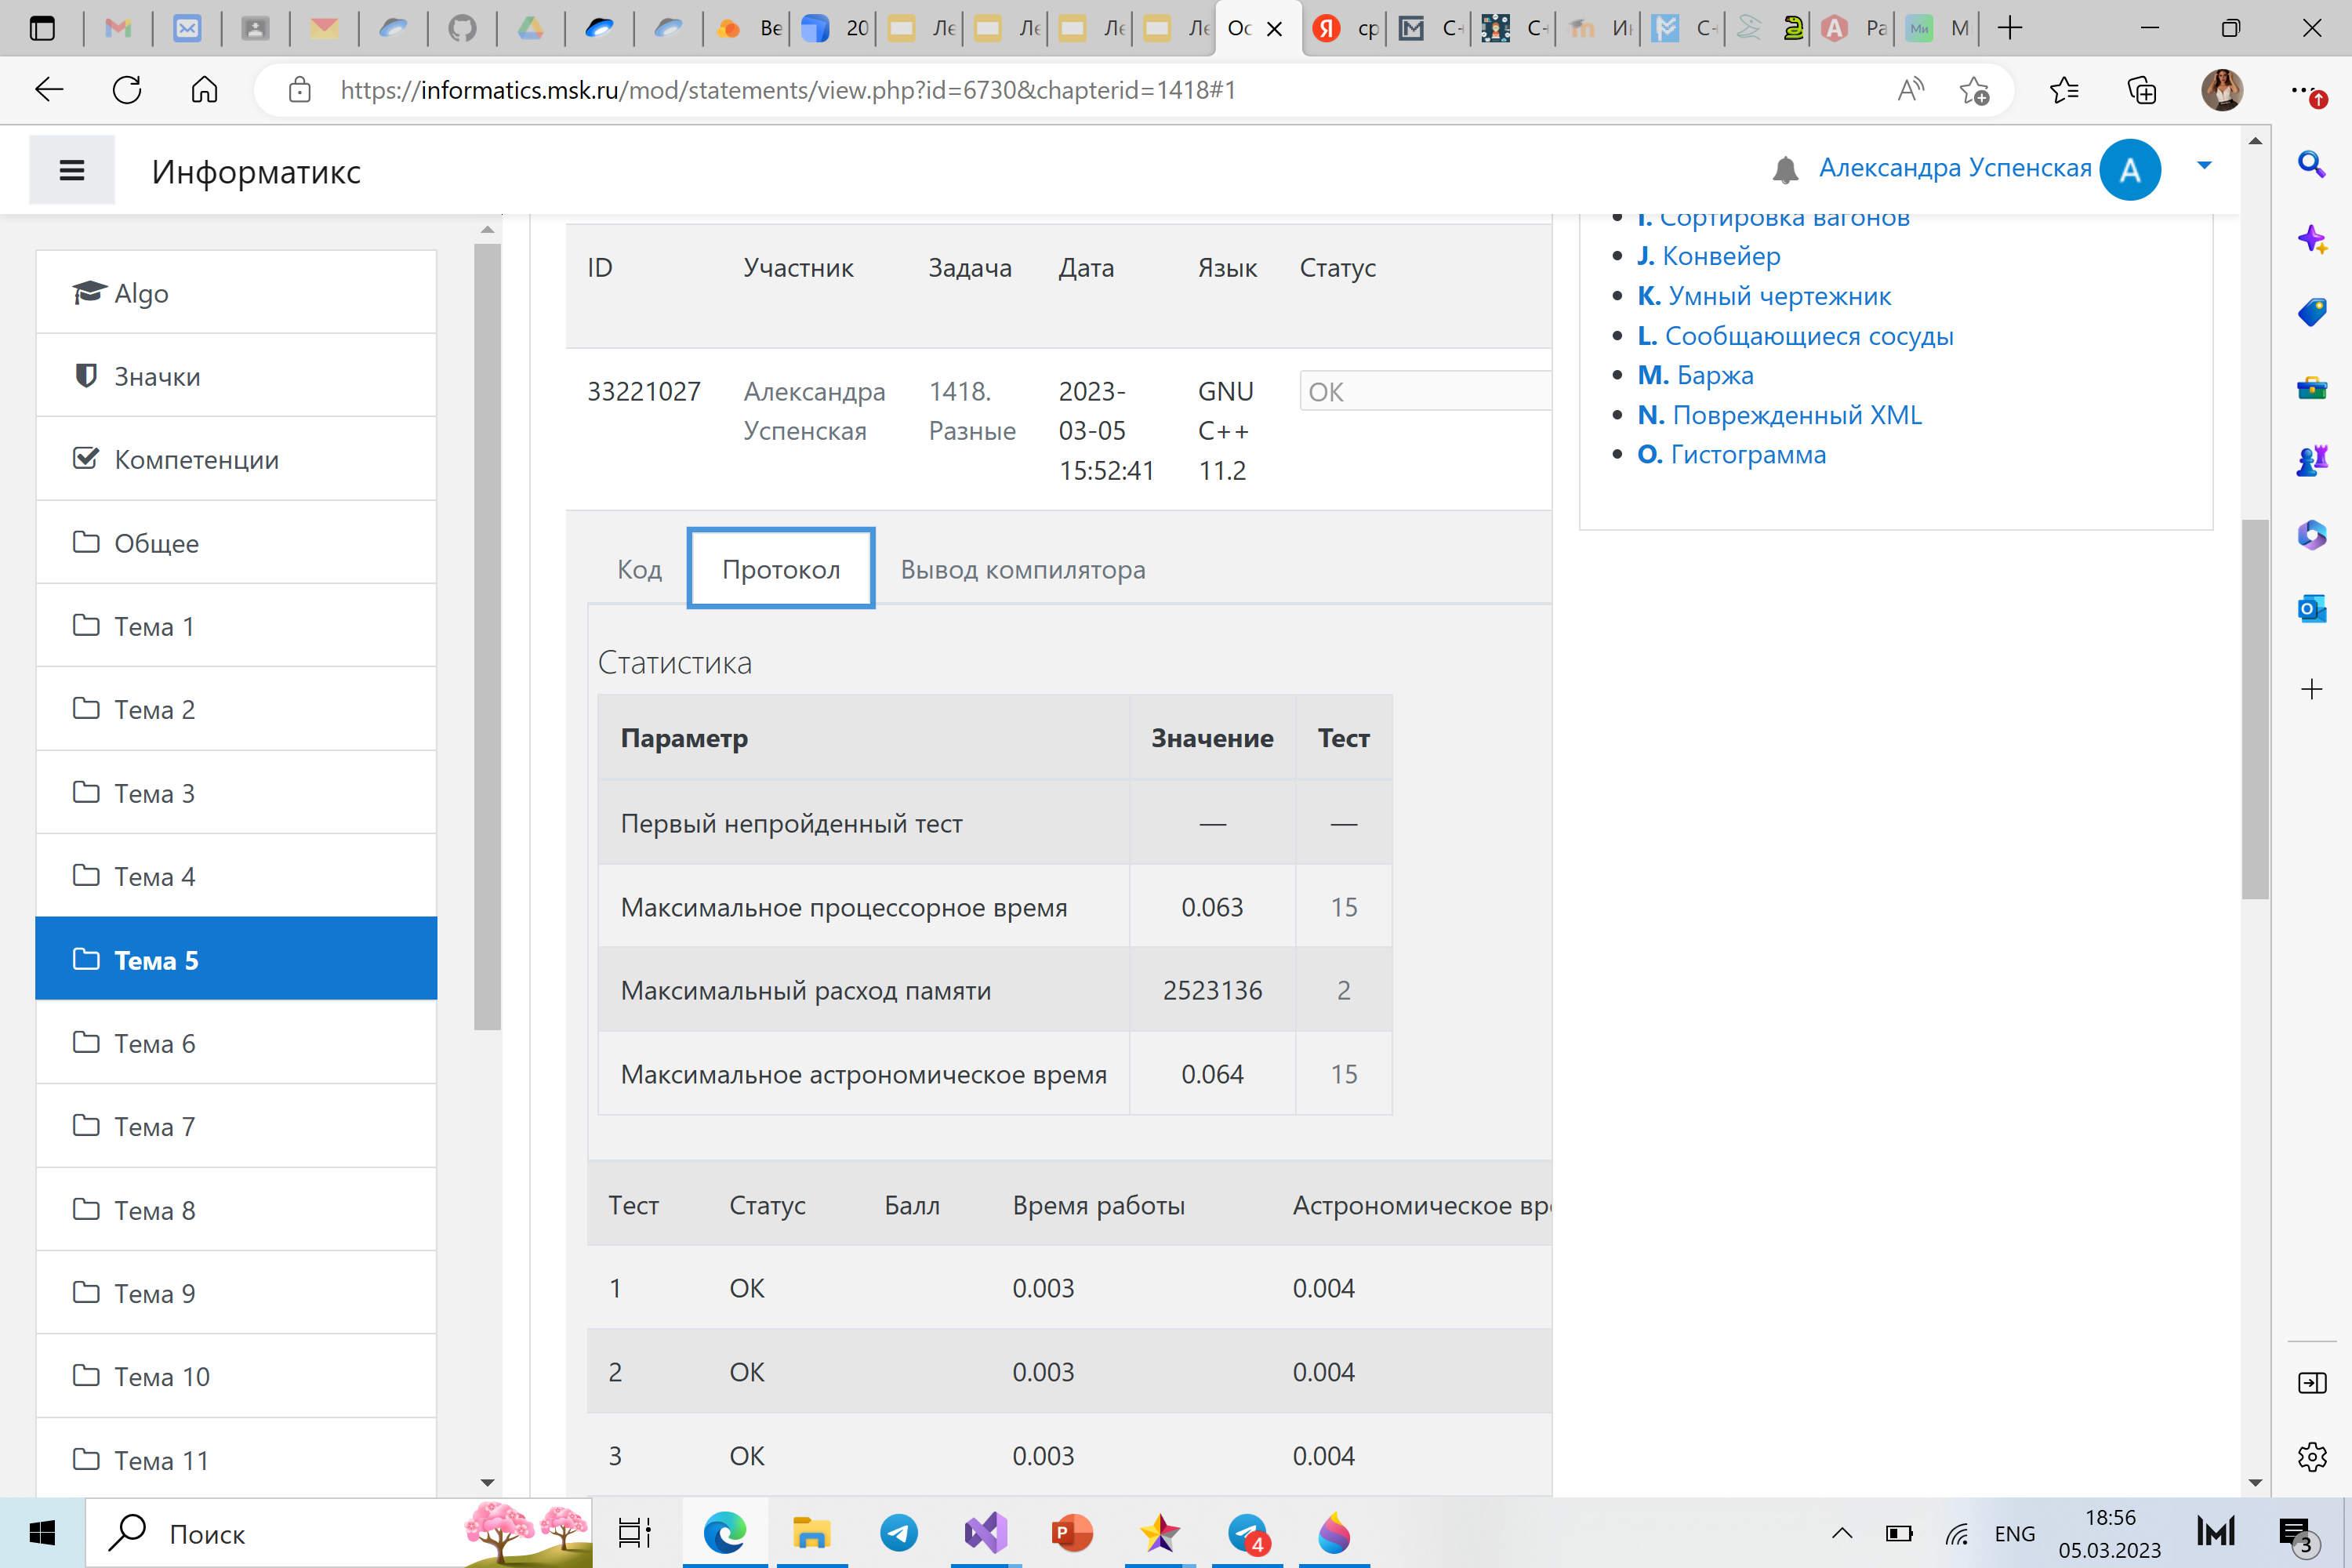 Ве
20
Ле
Ле
Ле
Ле
Ос
ср
С+
С+
Ин
С+
Ра
Ми
М
https://informatics.msk.ru/mod/statements/view.php?id=6730&chapterid=1418#1
Информатикс
Александра Успенская
А
Algo
Значки
Компетенции
Общее
Тема 1
Тема 2
Тема 3
Тема 4
Тема 5
Тема 6
Тема 7
Тема 8
Тема 9
Тема 10
Тема 11
ID Участник Задача Дата Язык Статус
33221027 Александра Успенская 1418. Разные 2023-03-05 15:52:41 GNU C++ 11.2 OK
Код Протокол Вывод компилятора
Статистика
Параметр Значение Тест
Первый непройденный тест — —
Максимальное процессорное время 0.063 15
Максимальный расход памяти 2523136 2
Максимальное астрономическое время 0.064 15
Тест Статус Балл Время работы Астрономическое вр
1 OK 0.003 0.004
2 OK 0.003 0.004
3 OK 0.003 0.004
I. Сортировка вагонов
J. Конвейер
K. Умный чертежник
L. Сообщающиеся сосуды
M. Баржа
N. Поврежденный XML
O. Гистограмма
Поиск
4
ENG
18:56
05.03.2023
3